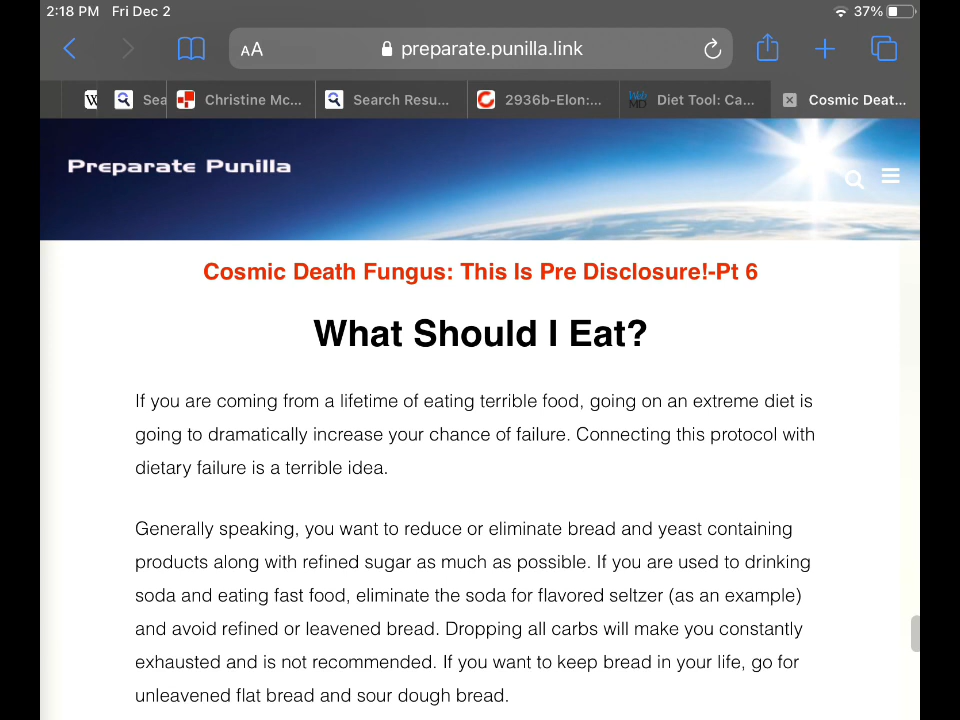 2:18 PM Fri Dec 2 37%
AA preparate.punilla.link
W Sea Christine Mc... Search Resu... 2936b-Elon:... Web MD Diet Tool: Ca... Cosmic Deat...
Preparate Punilla
Cosmic Death Fungus: This Is Pre Disclosure!-Pt 6
What Should I Eat?
If you are coming from a lifetime of eating terrible food, going on an extreme diet is
going to dramatically increase your chance of failure. Connecting this protocol with
dietary failure is a terrible idea.
Generally speaking, you want to reduce or eliminate bread and yeast containing
products along with refined sugar as much as possible. If you are used to drinking
soda and eating fast food, eliminate the soda for flavored seltzer (as an example)
and avoid refined or leavened bread. Dropping all carbs will make you constantly
exhausted and is not recommended. If you want to keep bread in your life, go for
unleavened flat bread and sour dough bread.